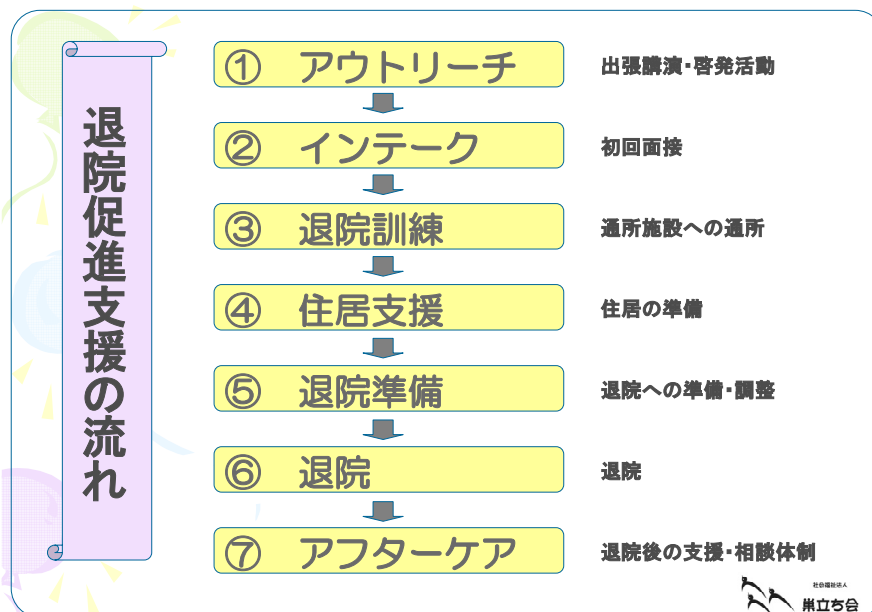 退院促進支援の流れ
① アウトリーチ 出張講演・啓発活動
② インテーク 初回面接
③ 退院訓練 通所施設への通所
④ 住居支援 住居の準備
⑤ 退院準備 退院への準備・調整
⑥ 退院 退院
⑦ アフターケア 退院後の支援・相談体制
社会福祉法人
巣立ち会